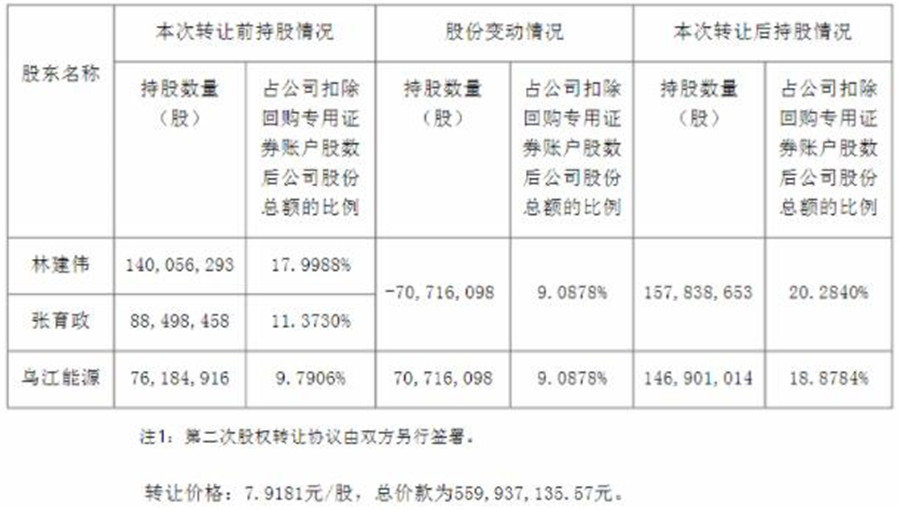 股东名称
本次转让前持股情况
股份变动情况
本次转让后持股情况
持股数量
（股）
占公司扣除
回购专用证
券账户股数
后公司股份
总额的比例
持股数量
（股）
占公司扣除
回购专用证
券账户股数
后公司股份
总额的比例
持股数量
（股）
占公司扣除
回购专用证
券账户股数
后公司股份
总额的比例
林建伟
140,056,293
17.9988%
-70,716,098
9.0878%
157,838,653
20.2840%
张育政
88,498,458
11.3730%
乌江能源
76,184,916
9.7906%
70,716,098
9.0878%
146,901,014
18.8784%
注1：第二次股权转让协议由双方另行签署。
转让价格：7.9181元/股，总价款为559,937,135.57元。